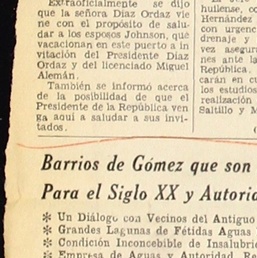 Extraoficialmente se dijo
que la señora Díaz Ordaz vie
ne con el propósito de salu-
dar a los esposos Johnson, que
vacacionan en este puerto a in
vitación del Presidente Díaz
Ordaz y del licenciado Miguel
Alemán.
También se informó acerca
de la posibilidad de que el
Presidente de la República ven
ga aquí a saludar a sus invi-
tados.
huilense, co
Hernández
con urgenc
drenaje y
vez asegur
nes ante la
República.
carán en cu
los estudios
realización
Saltillo y M
Barrios de Gómez que son
Para el Siglo XX y Autorid
* Un Diálogo con Vecinos del Antiguo
* Grandes Lagunas de Fétidas Aguas
* Condición Inconcebible de Insalubri
* Empresa de Aguas y Autoridad, Re